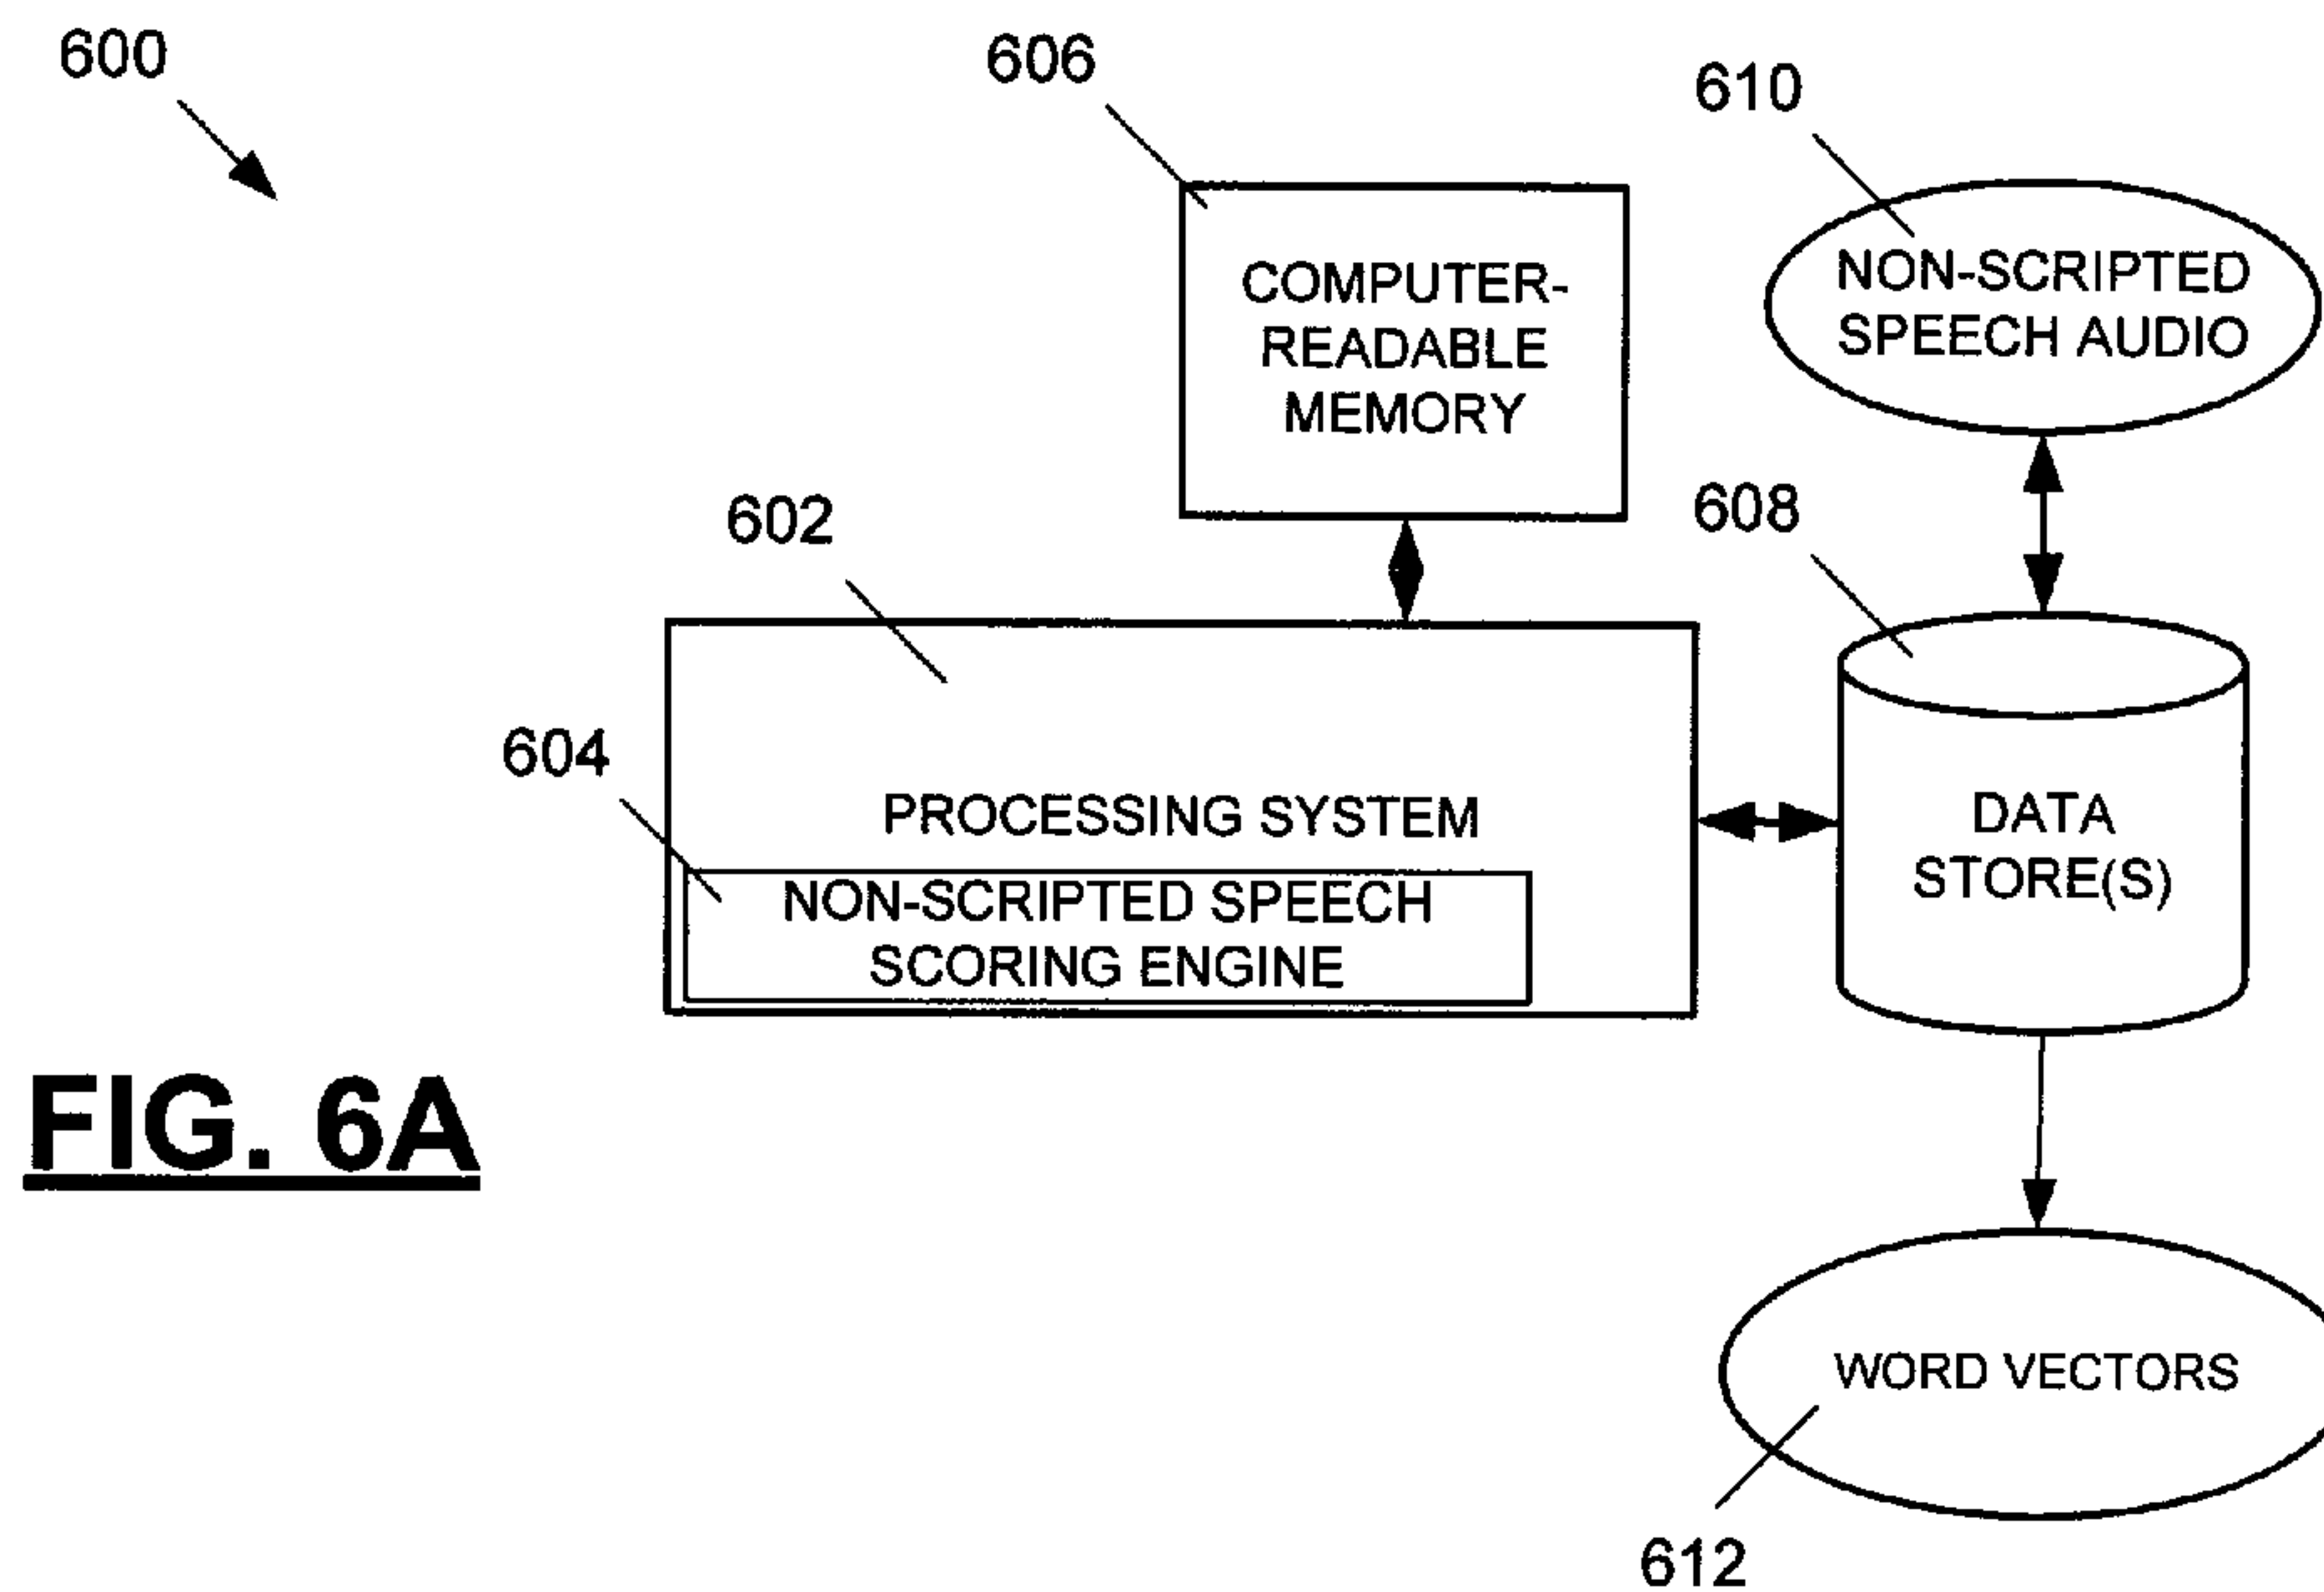 600
606
610
COMPUTER-
READABLE
MEMORY
NON-SCRIPTED
SPEECH AUDIO
602
608
604
PROCESSING SYSTEM
NON-SCRIPTED SPEECH
SCORING ENGINE
DATA
STORE(S)
FIG. 6A
WORD VECTORS
612